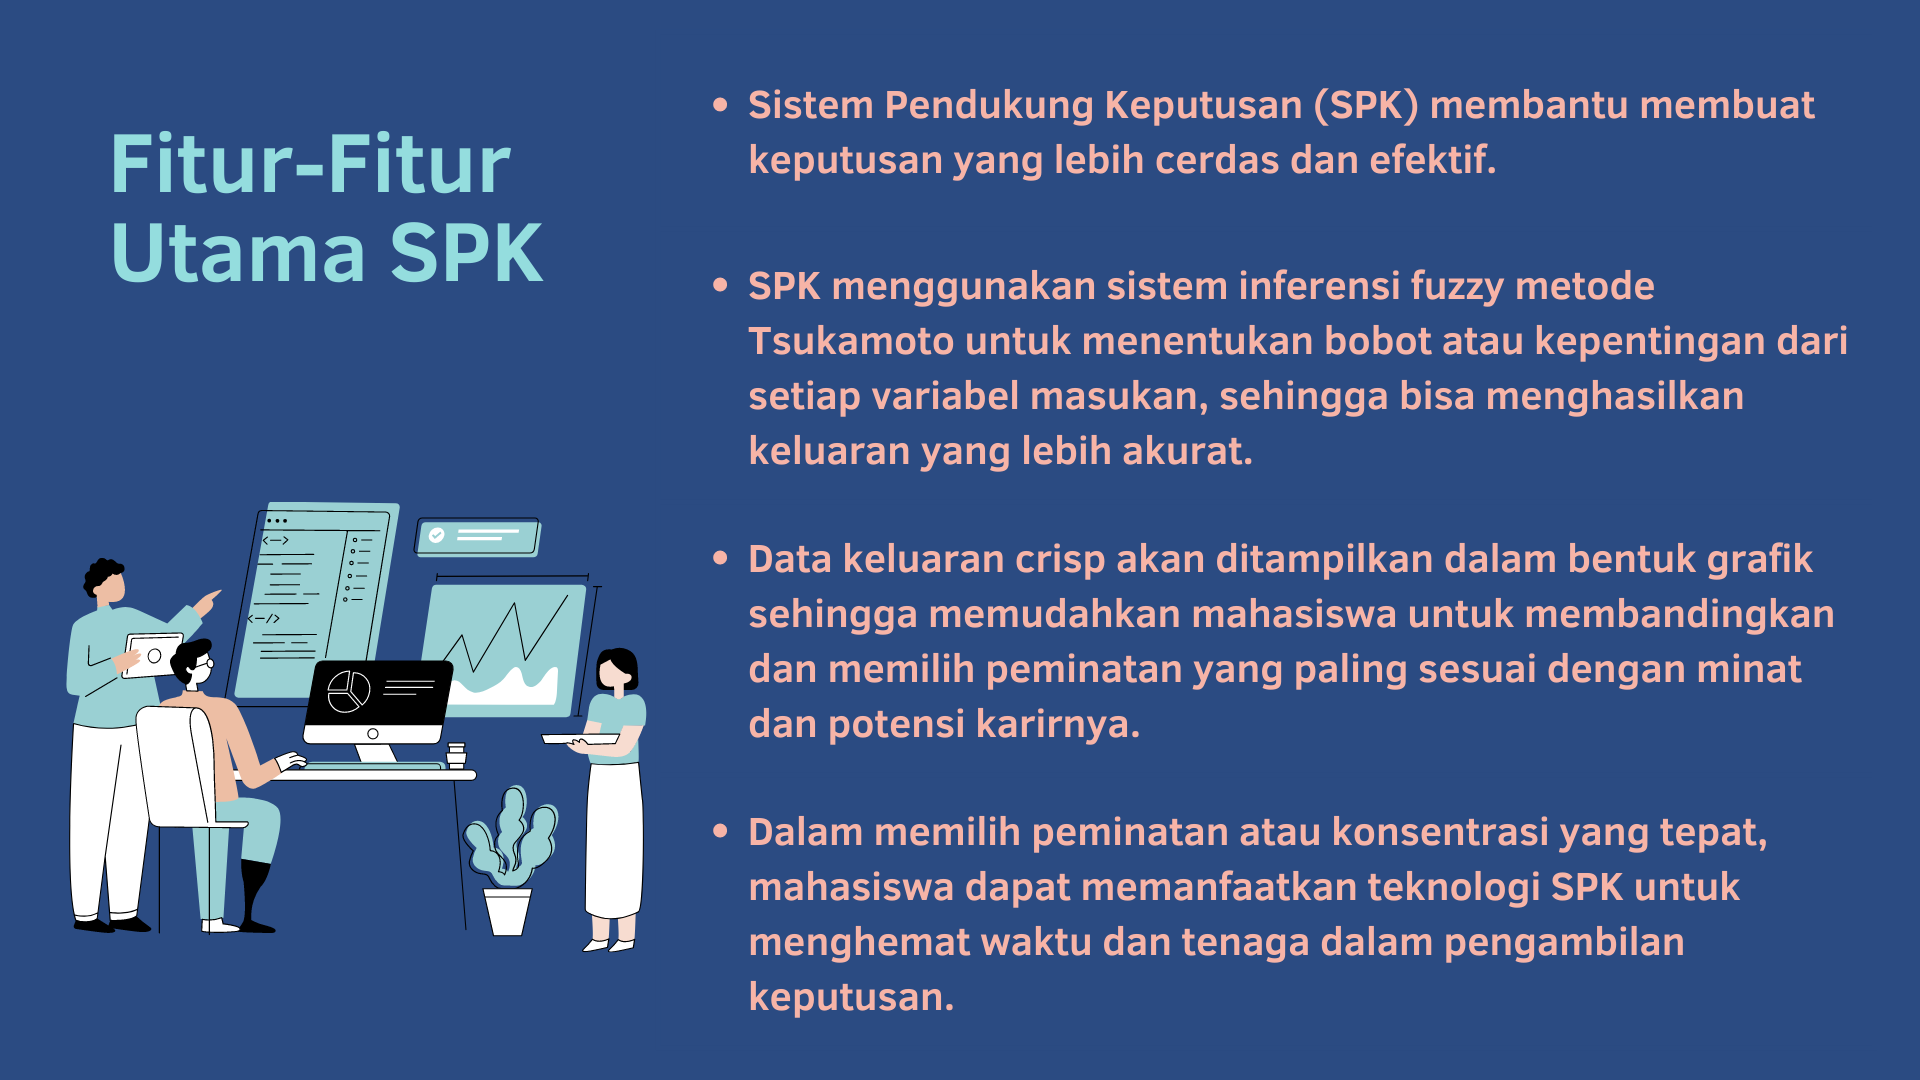 Fitur-Fitur
Utama SPK
• Sistem Pendukung Keputusan (SPK) membantu membuat
keputusan yang lebih cerdas dan efektif.
• SPK menggunakan sistem inferensi fuzzy metode
Tsukamoto untuk menentukan bobot atau kepentingan dari
setiap variabel masukan, sehingga bisa menghasilkan
keluaran yang lebih akurat.
• Data keluaran crisp akan ditampilkan dalam bentuk grafik
sehingga memudahkan mahasiswa untuk membandingkan
dan memilih peminatan yang paling sesuai dengan minat
dan potensi karirnya.
• Dalam memilih peminatan atau konsentrasi yang tepat,
mahasiswa dapat memanfaatkan teknologi SPK untuk
menghemat waktu dan tenaga dalam pengambilan
keputusan.